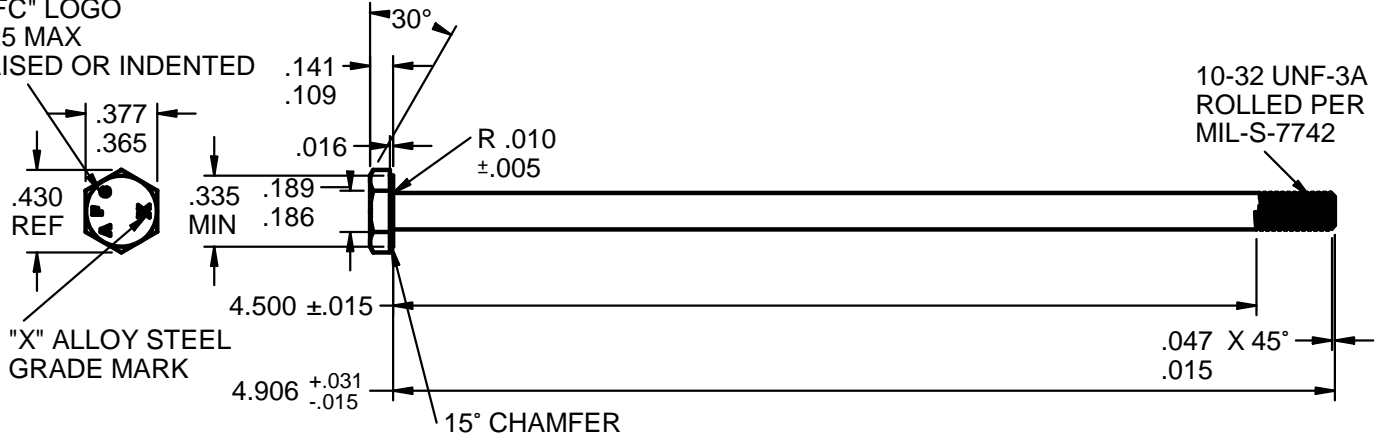 FC" LOGO
5 MAX
ISED OR INDENTED
.377
.365
.430
REF
.335
MIN
.141
.109
30°
.016
.189
.186
R .010
±.005
10-32 UNF-3A
ROLLED PER
MIL-S-7742
A F C
X
4.500 ±.015
"X" ALLOY STEEL
GRADE MARK
.047 X 45°
.015
4.906 +.031
-.015
15° CHAMFER